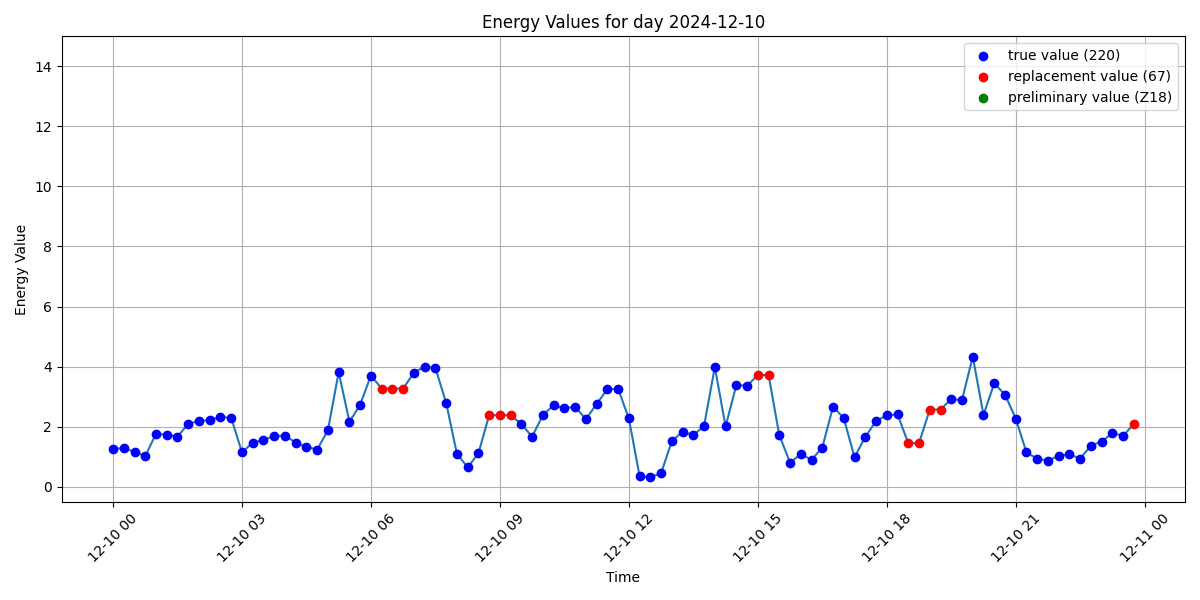 Energy Values for day 2024-12-10
true value (220)
replacement value (67)
preliminary value (Z18)
Energy Value
14
12
10
8
6
4
2
0
12-10 00
12-10 03
12-10 06
12-10 09
12-10 12
12-10 15
12-10 18
12-10 21
12-11 00
Time